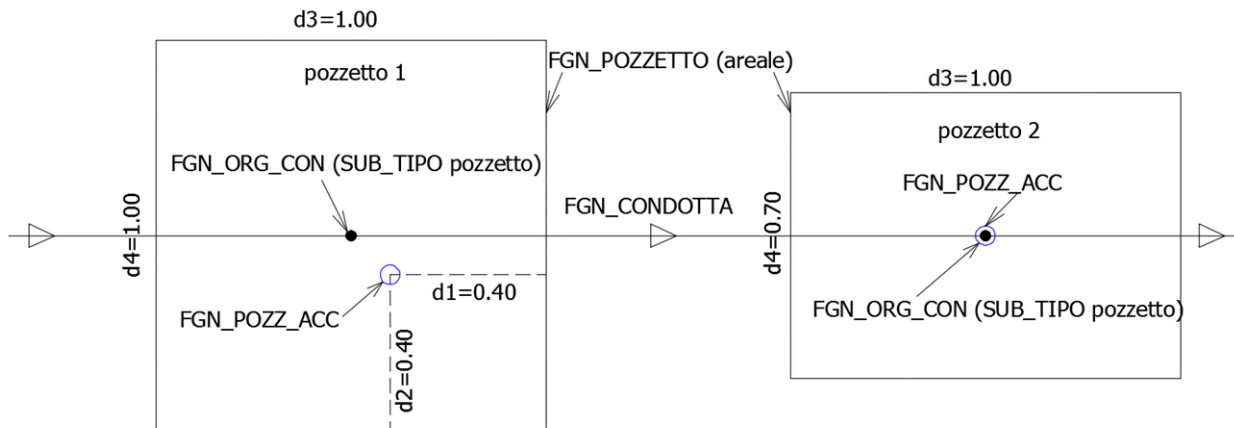 d3=1.00
pozzetto 1
FGN_POZZETTO (areale)
d3=1.00
pozzetto 2
FGN_ORG_CON (SUB_TIPO pozzetto)
FGN_POZZ_ACC
d4=1.00
FGN_CONDOTTA
d4=0.70
d1=0.40
FGN_POZZ_ACC
d2=0.40
FGN_ORG_CON (SUB_TIPO pozzetto)